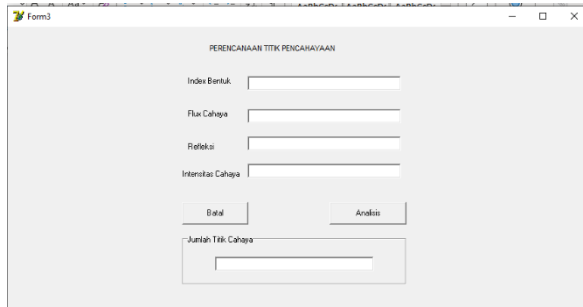 Form3
PERENCANAAN TITIK PENCAHAYAAN
Index Bentuk
Flux Cahaya
Refleksi
Intensitas Cahaya
Batal
Analisis
Jumlah Titik Cahaya